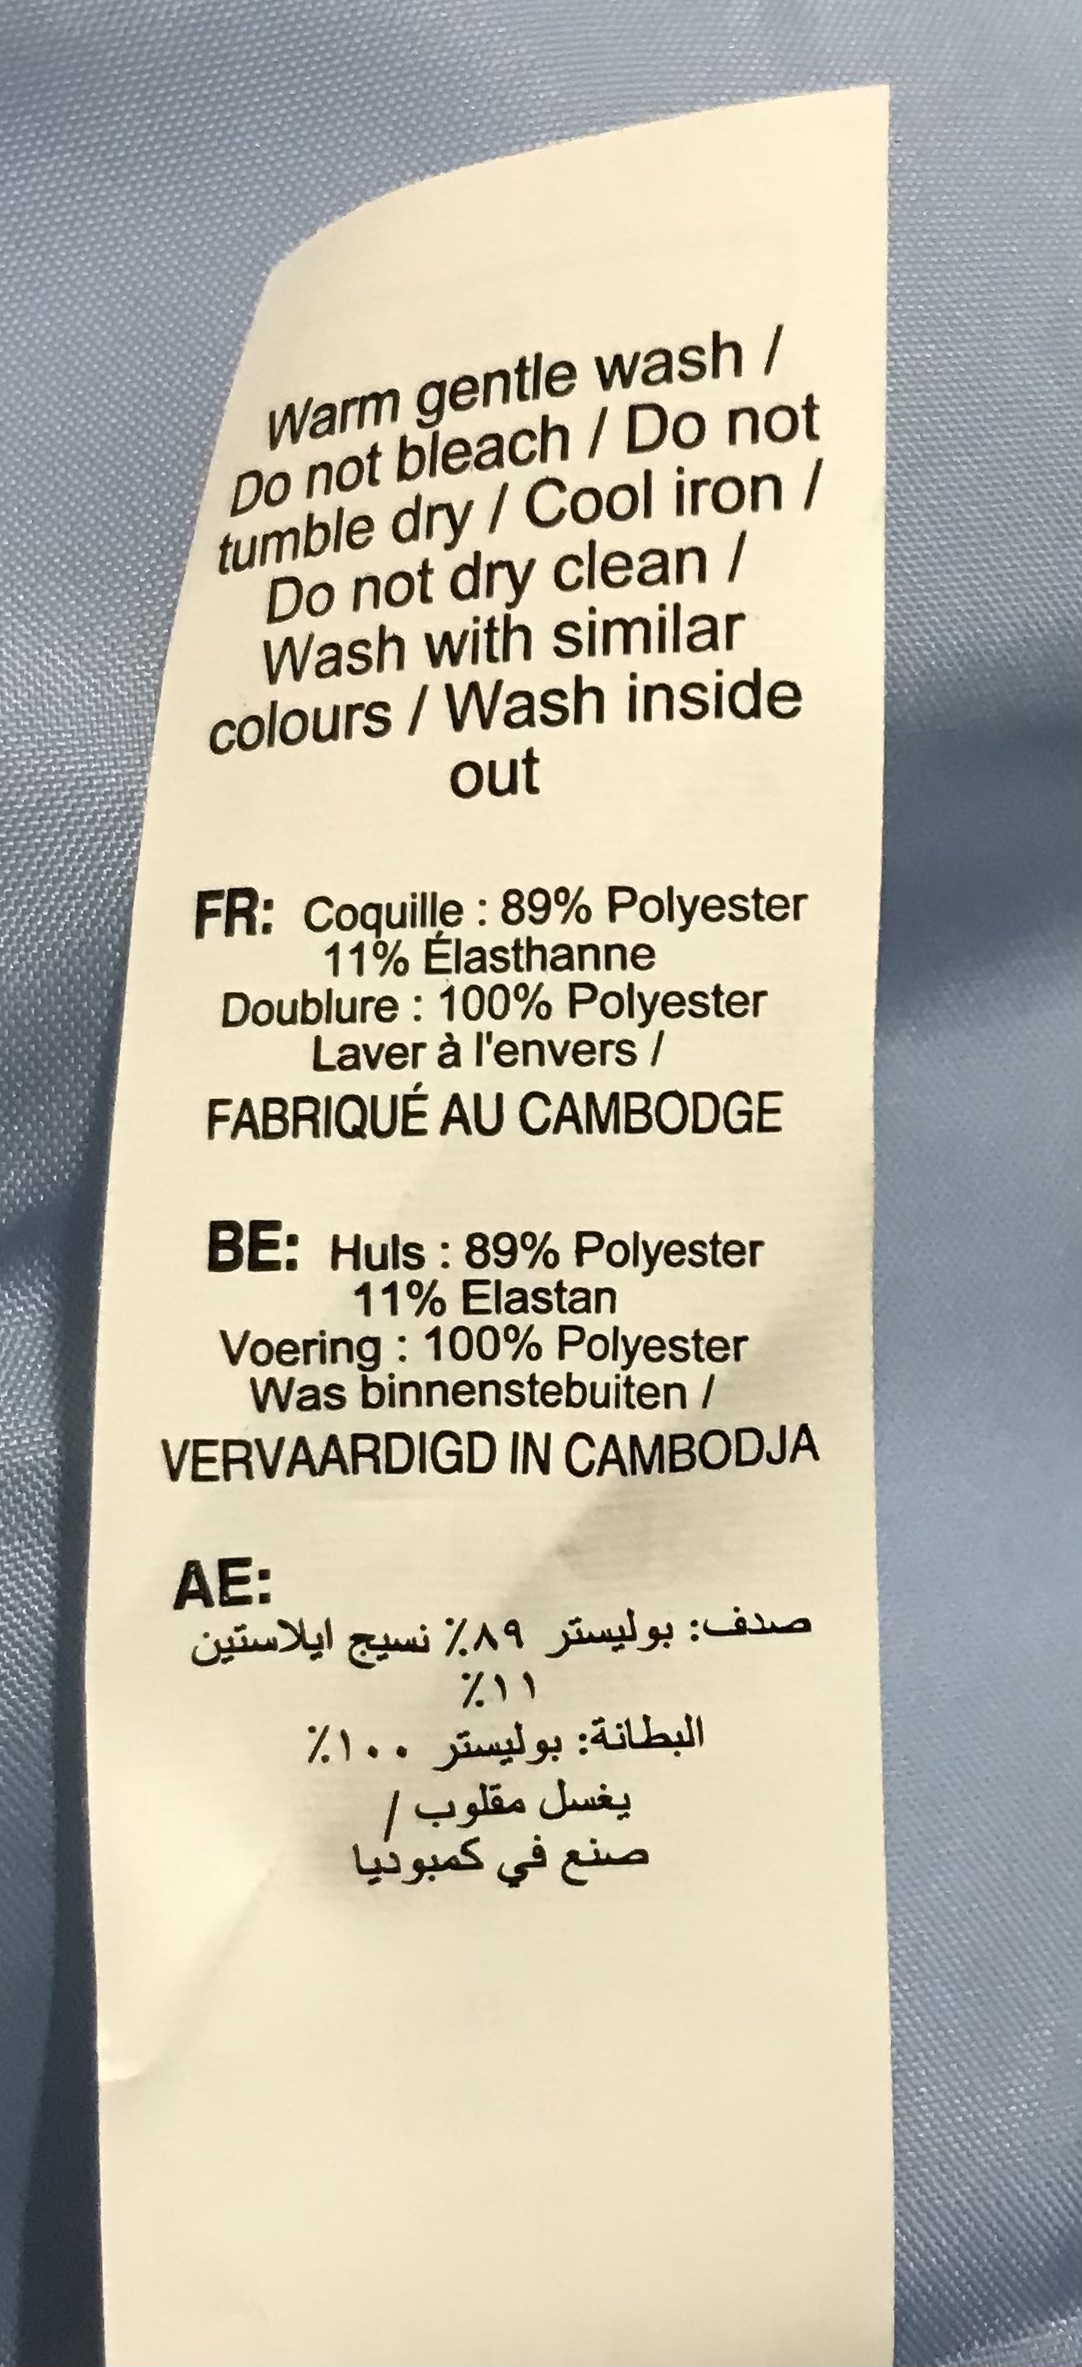 Warm gentle wash /
Do not bleach / Do not
tumble dry / Cool iron /
Do not dry clean /
Wash with similar
colours / Wash inside
out
FR: Coquille : 89% Polyester
11% Élasthanne
Doublure : 100% Polyester
Laver à l'envers /
FABRIQUÉ AU CAMBODGE
BE: Huls : 89% Polyester
11% Elastan
Voering : 100% Polyester
Was binnenstebuiten /
VERVAARDIGD IN CAMBODJA
AE:
صدف: بوليستر ٨٩٪ نسيج ايلاستين
١١٪
البطانة: بوليستر ١٠٠٪
يغسل مقلوب /
صنع في كمبوديا